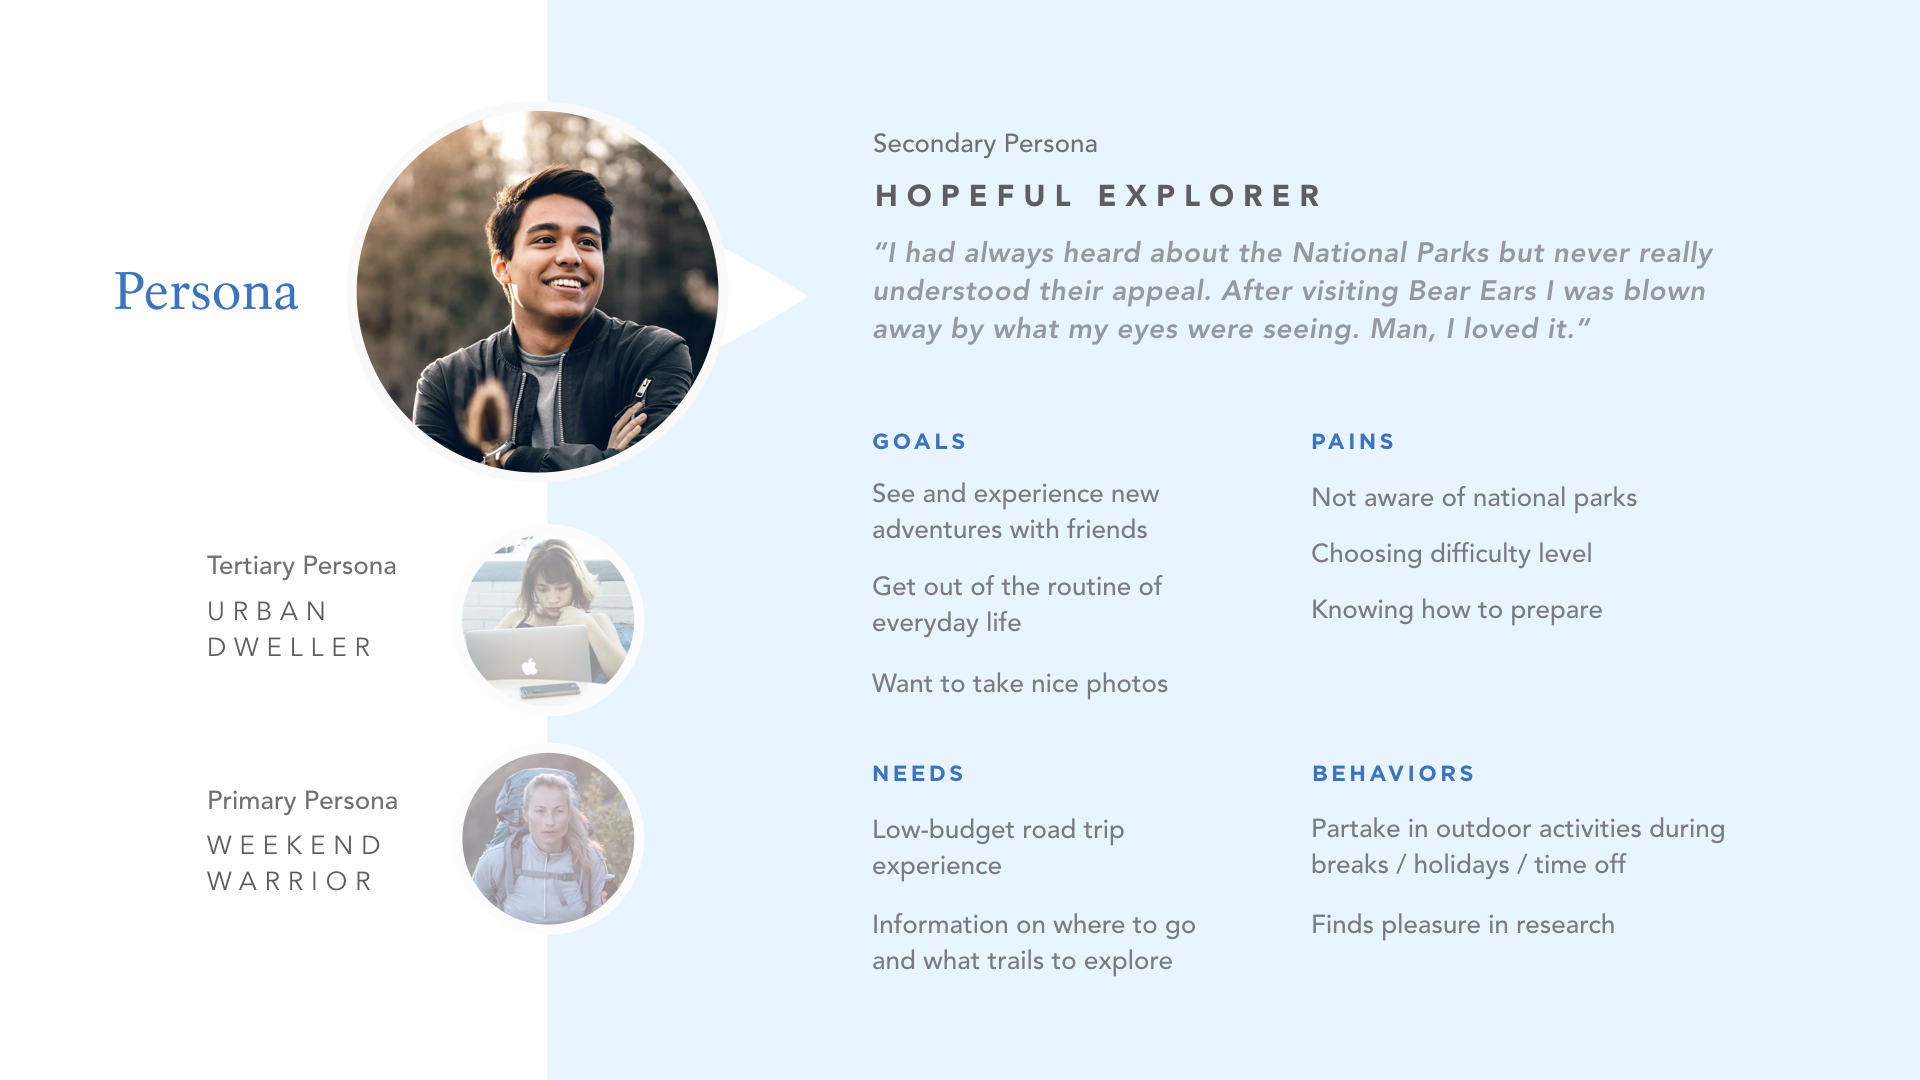 Persona
Secondary Persona
HOPEFUL EXPLORER
“I had always heard about the National Parks but never really
understood their appeal. After visiting Bear Ears I was blown
away by what my eyes were seeing. Man, I loved it.”
GOALS
See and experience new
adventures with friends
Get out of the routine of
everyday life
Want to take nice photos
PAINS
Not aware of national parks
Choosing difficulty level
Knowing how to prepare
NEEDS
Low-budget road trip
experience
Information on where to go
and what trails to explore
BEHAVIORS
Partake in outdoor activities during
breaks / holidays / time off
Finds pleasure in research
Tertiary Persona
URBAN
DWELLER
Primary Persona
WEEKEND
WARRIOR